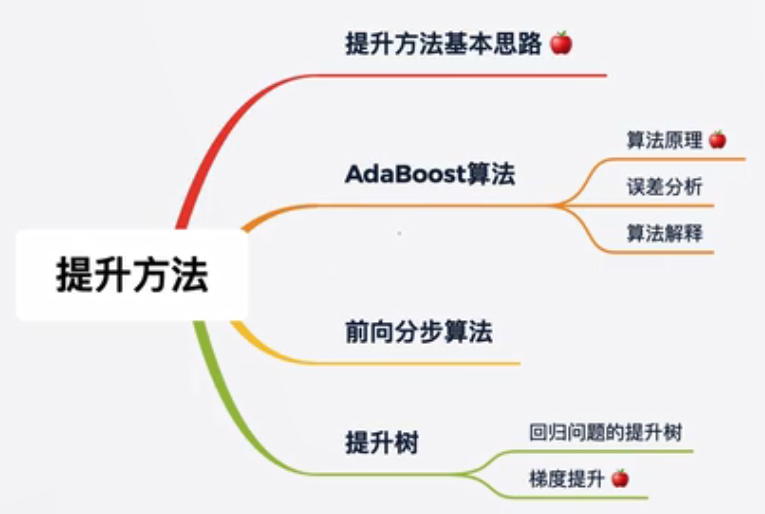 提升方法
提升方法基本思路
AdaBoost算法
算法原理
误差分析
算法解释
前向分步算法
提升树
回归问题的提升树
梯度提升